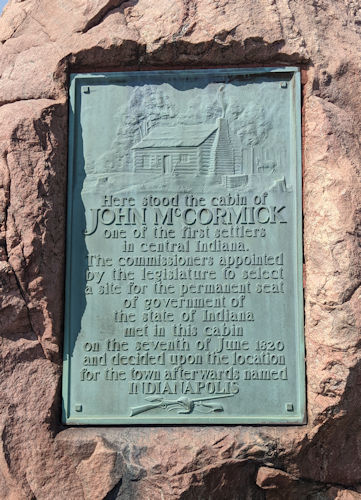 Here stood the cabin of
JOHN McCORMICK
one of the first settlers
in central Indiana.
The commissioners appointed
by the legislature to select
a site for the permanent seat
of government of
the state of Indiana
met in this cabin
on the seventh of June 1820
and decided upon the location
for the town afterwards named
INDIANAPOLIS